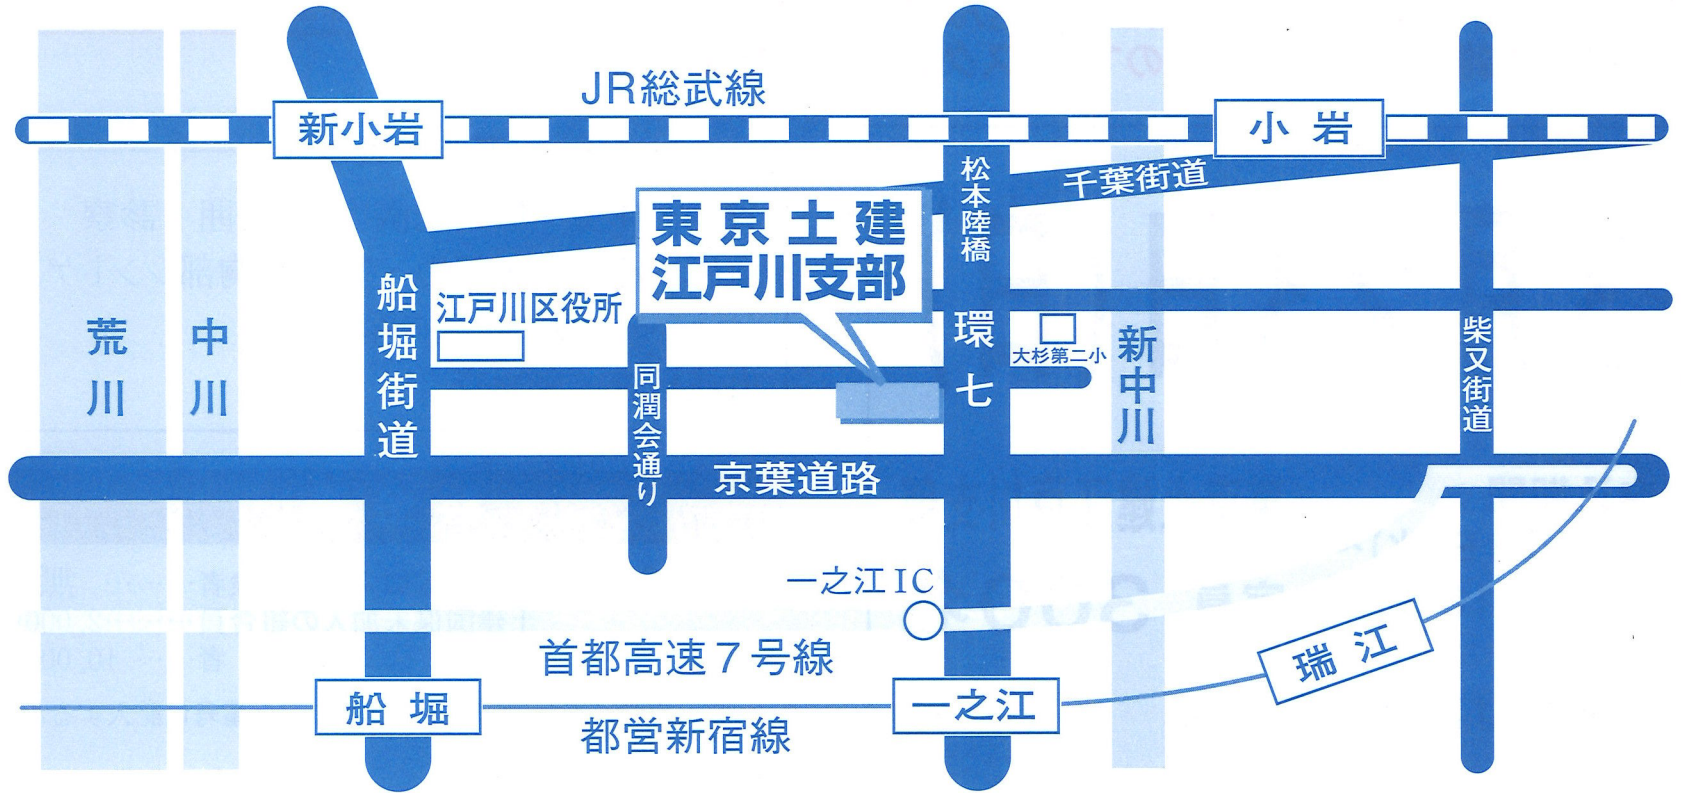 JR総武線
新小岩
小岩
松本陸橋
千葉街道
東京土建
江戸川支部
船堀街道
江戸川区役所
環七
大杉第二小
新中川
柴又街道
荒川
中川
同潤会通り
京葉道路
一之江IC
首都高速7号線
瑞江
船堀
一之江
都営新宿線